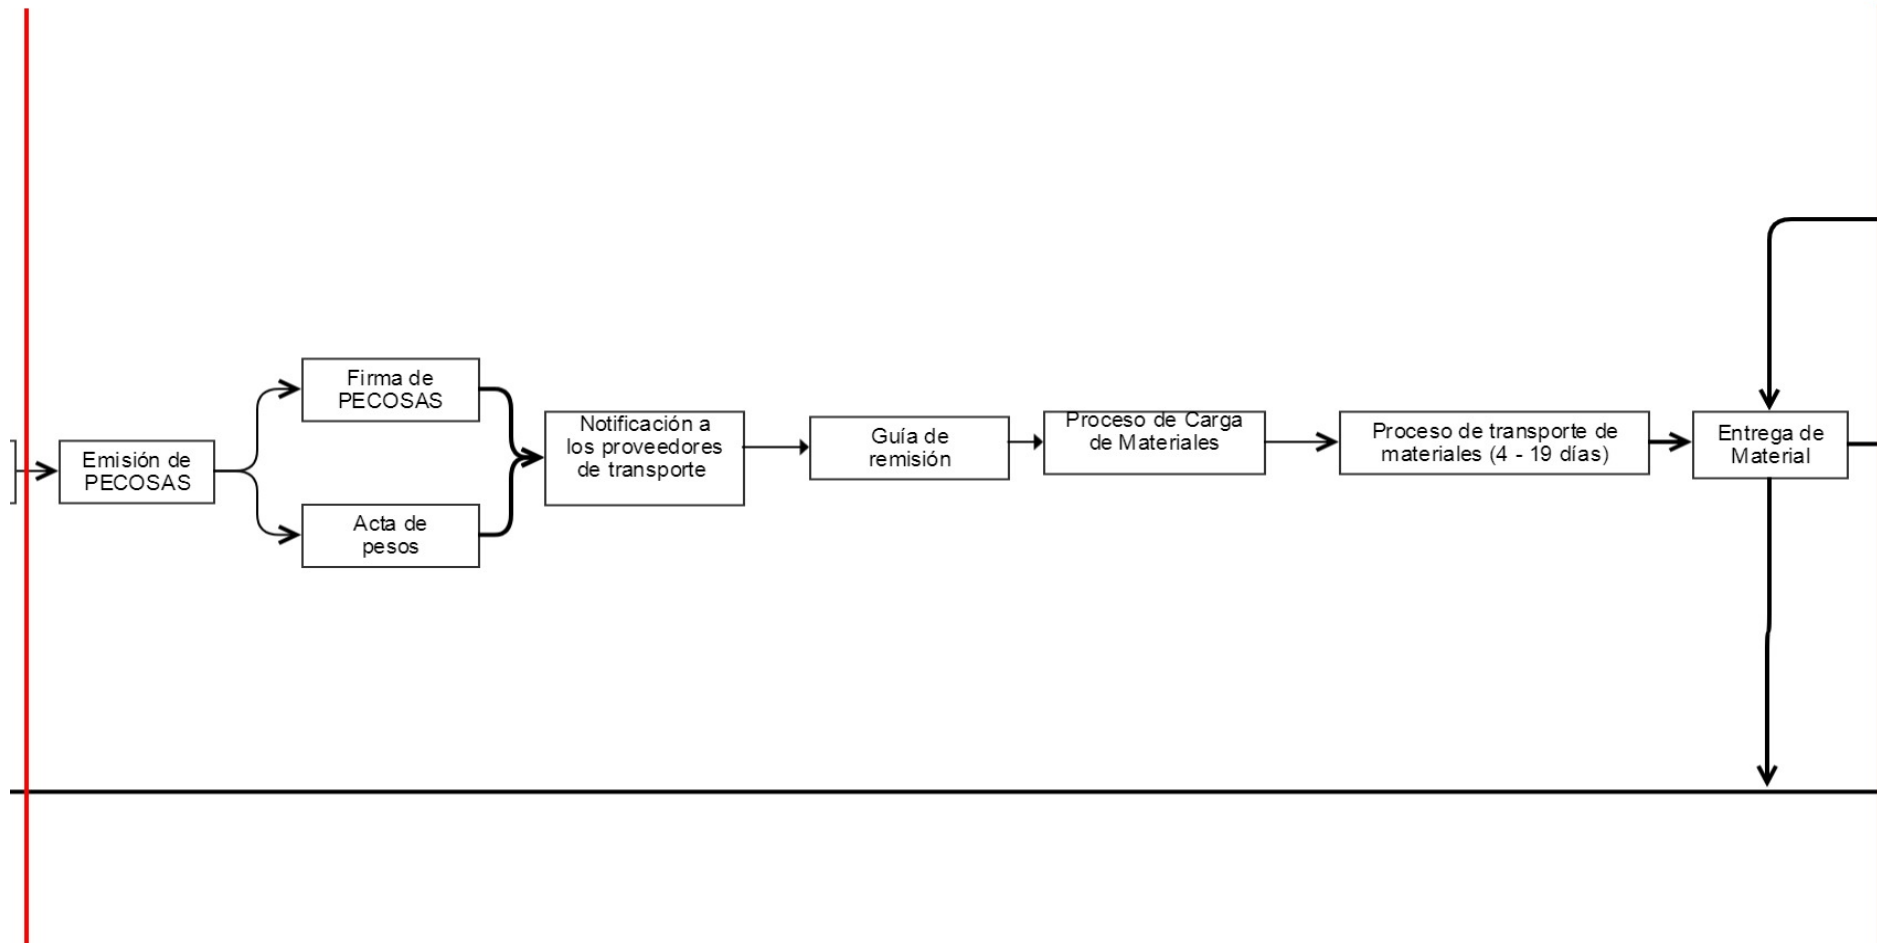 Emisión de
PECOSAS
Firma de
PECOSAS
Acta de
pesos
Notificación a
los proveedores
de transporte
Guía de
remisión
Proceso de Carga
de Materiales
Proceso de transporte de
materiales (4 - 19 días)
Entrega de
Material